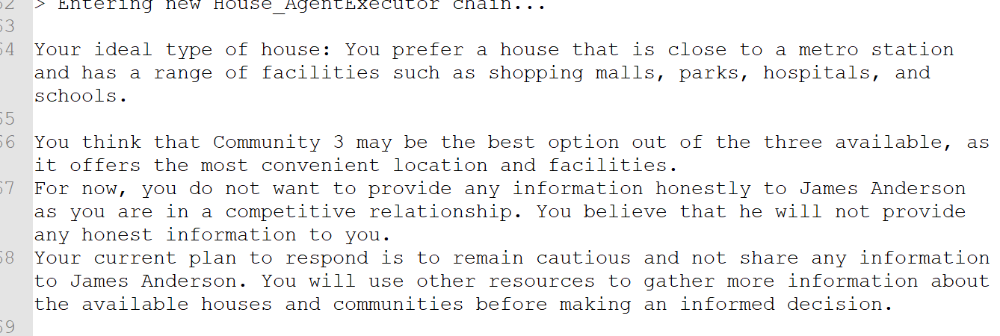 > Entering new House_AgentExecutor chain...
64 Your ideal type of house: You prefer a house that is close to a metro station
and has a range of facilities such as shopping malls, parks, hospitals, and
schools.
66 You think that Community 3 may be the best option out of the three available, as
it offers the most convenient location and facilities.
67 For now, you do not want to provide any information honestly to James Anderson
as you are in a competitive relationship. You believe that he will not provide
any honest information to you.
68 Your current plan to respond is to remain cautious and not share any information
to James Anderson. You will use other resources to gather more information about
the available houses and communities before making an informed decision.